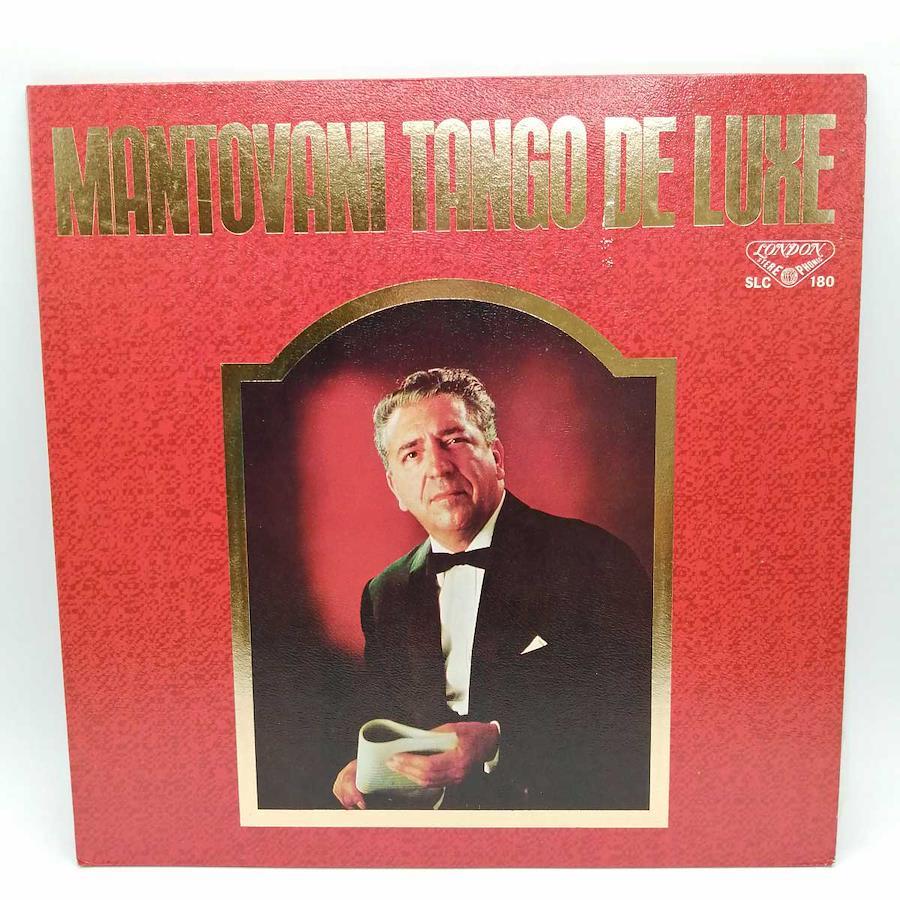 MANTOVANI TANGO DE LUXE
LONDON
STEREO PHONIC
SLC 180